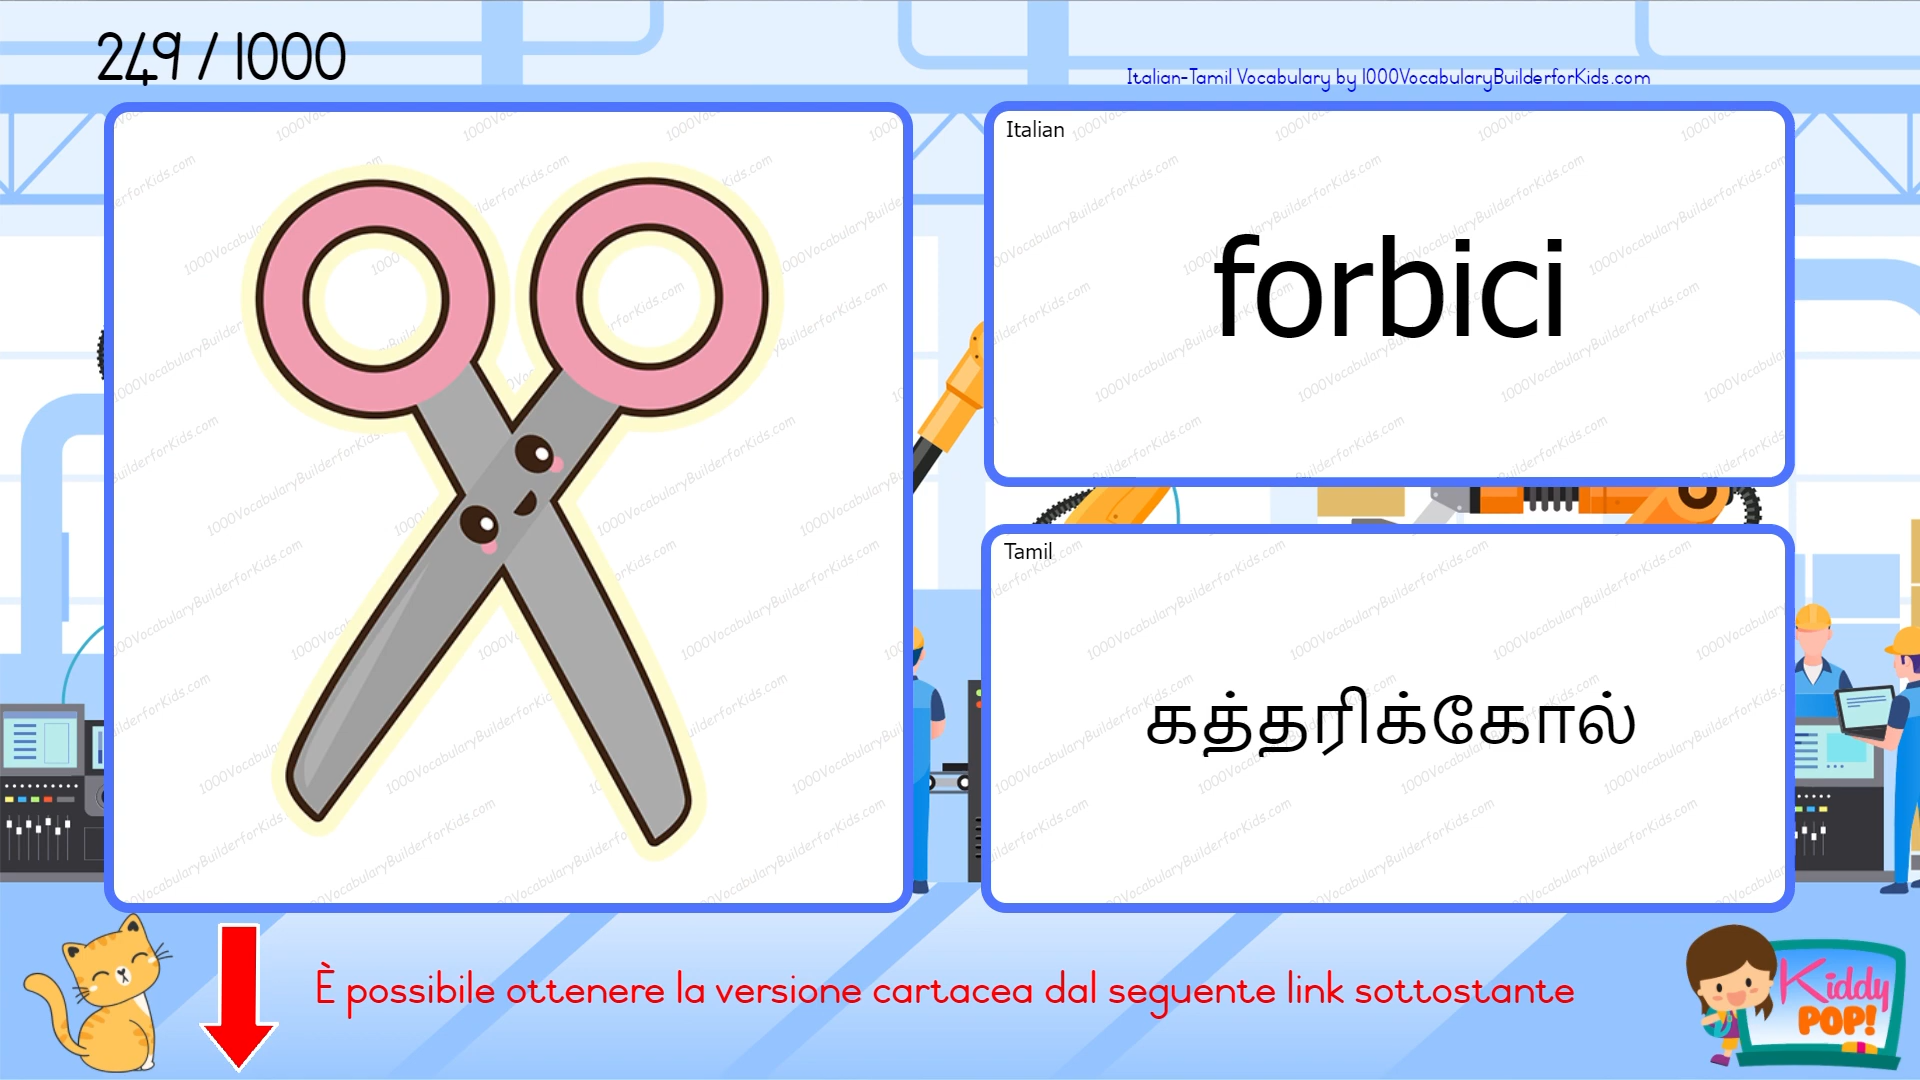 249 / 1000
Italian-Tamil Vocabulary by 1000VocabularyBuilderforKids.com
Italian
forbici
Tamil
கத்தரிக்கோல்
È possibile ottenere la versione cartacea dal seguente link sottostante
Kiddy
POP!